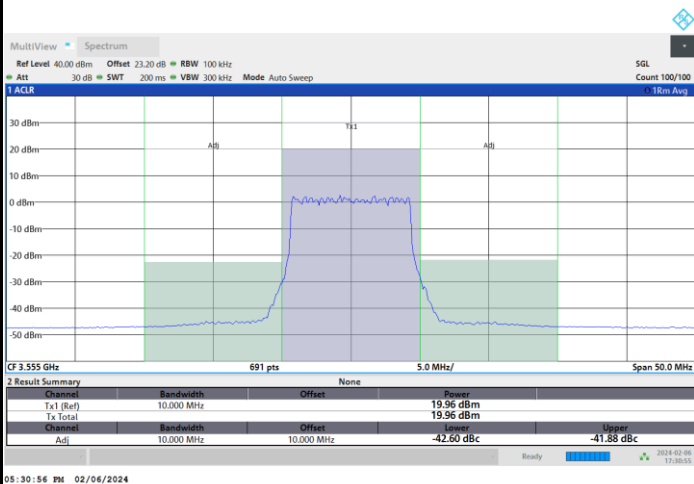 MultiView Spectrum
Ref Level 40.00 dBm Offset 23.20 dB RBW 100 kHz SGL
Att 30 dB SWT 200 ms VBW 300 kHz Mode Auto Sweep Count 100/100
1 ACLR 1Rm Avg
30 dBm
Tx1
20 dBm
Adj Adj
0 dBm
-10 dBm
-20 dBm
-30 dBm
-40 dBm
-50 dBm
CF 3.555 GHz 691 pts 5.0 MHz/ Span 50.0 MHz
2 Result Summary None
Channel Bandwidth Offset Power
Tx1 (Ref) 10.000 MHz 19.96 dBm
Tx Total 19.96 dBm
Channel Bandwidth Offset Lower Upper
Adj 10.000 MHz 10.000 MHz -42.60 dBc -41.88 dBc
Ready 2024-02-06
17:30:55
05:30:56 PM 02/06/2024